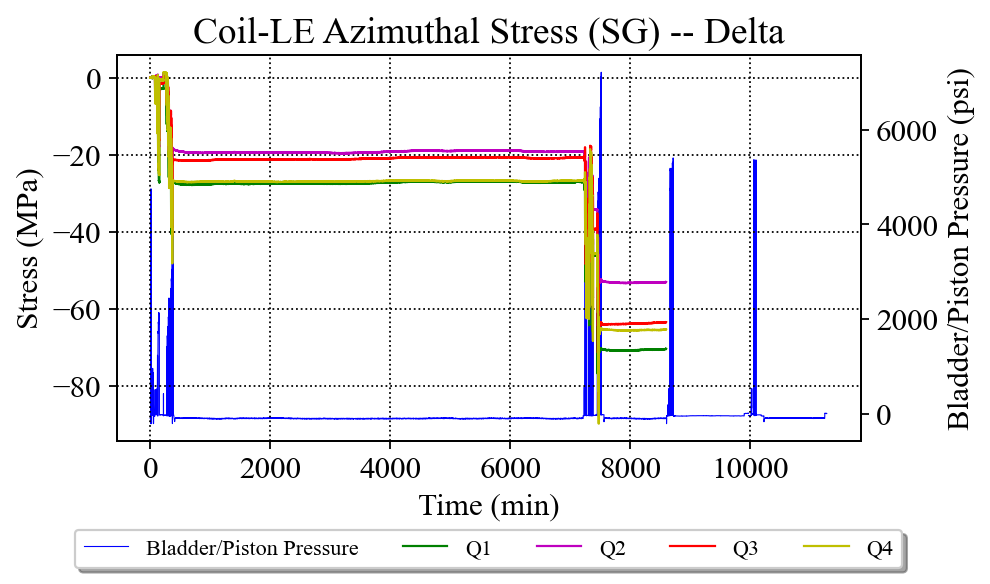 Coil-LE Azimuthal Stress (SG) -- Delta
Stress (MPa)
0
−20
−40
−60
−80
Bladder/Piston Pressure (psi)
6000
4000
2000
0
0 2000 4000 6000 8000 10000
Time (min)
Bladder/Piston Pressure Q1 Q2 Q3 Q4